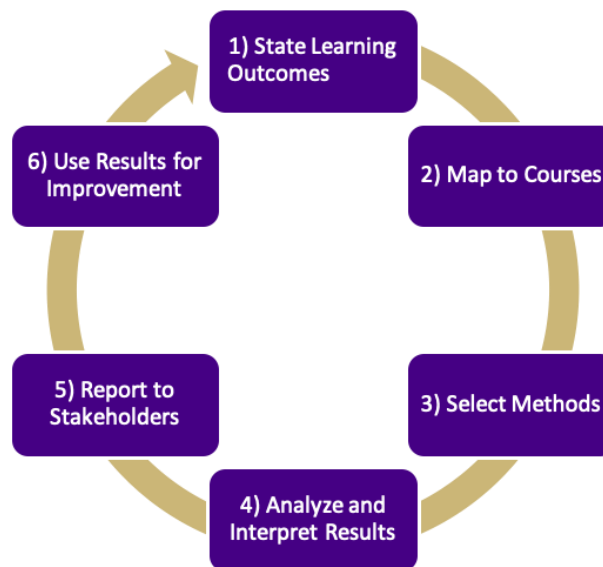 1) State Learning
Outcomes
2) Map to Courses
3) Select Methods
4) Analyze and
Interpret Results
5) Report to
Stakeholders
6) Use Results for
Improvement